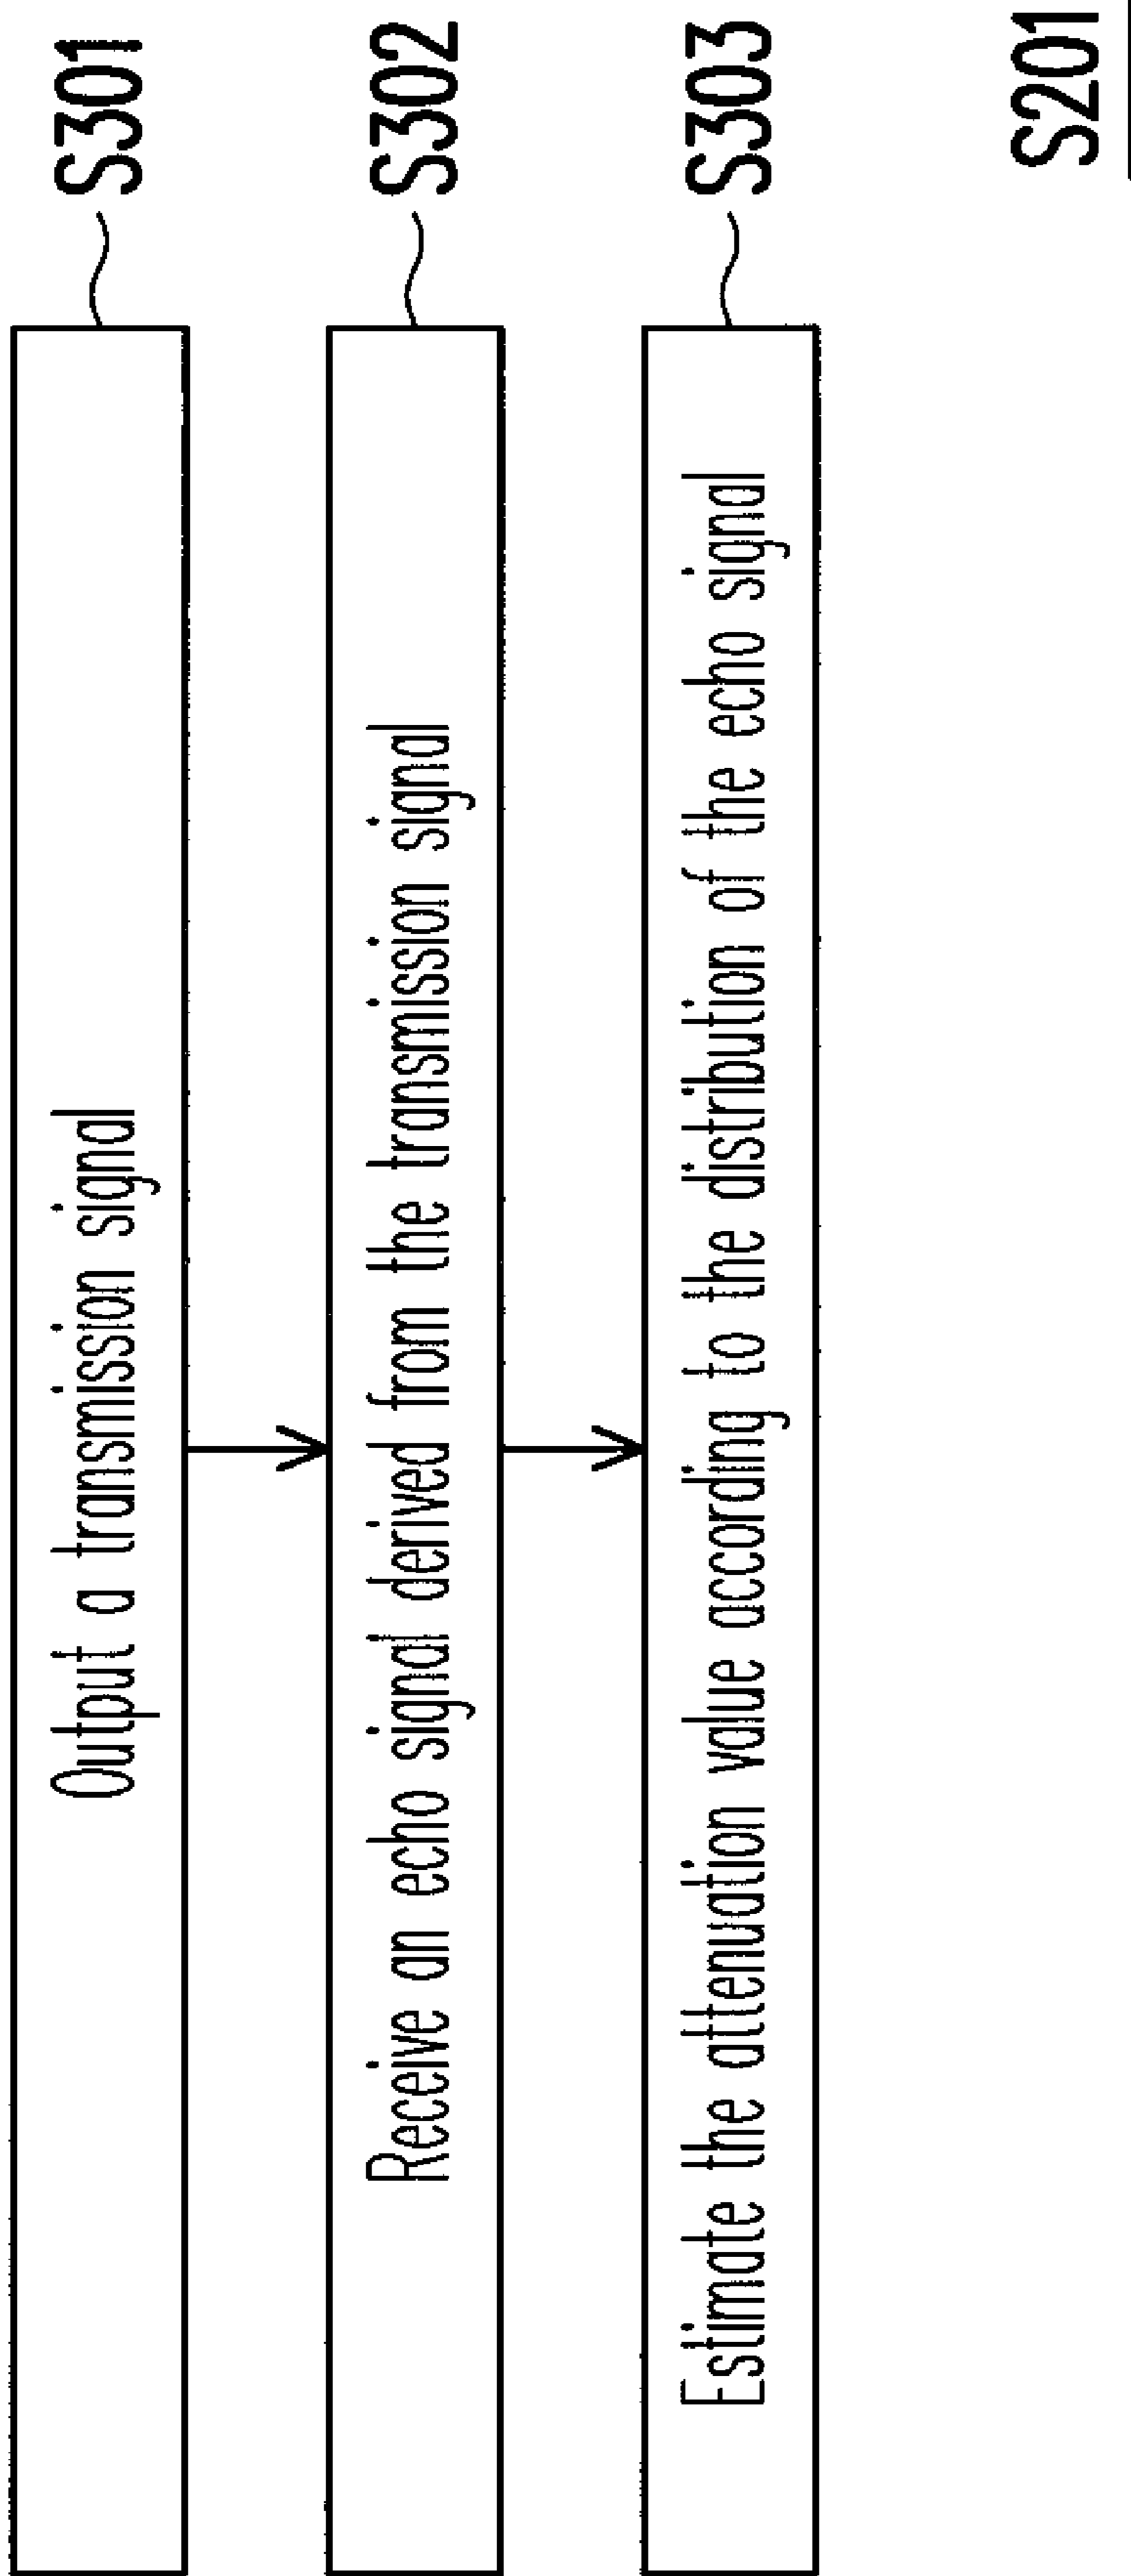 Output a transmission signal
S301
Receive an echo signal derived from the transmission signal
S302
Estimate the attenuation value according to the distribution of the echo signal
S303
S201